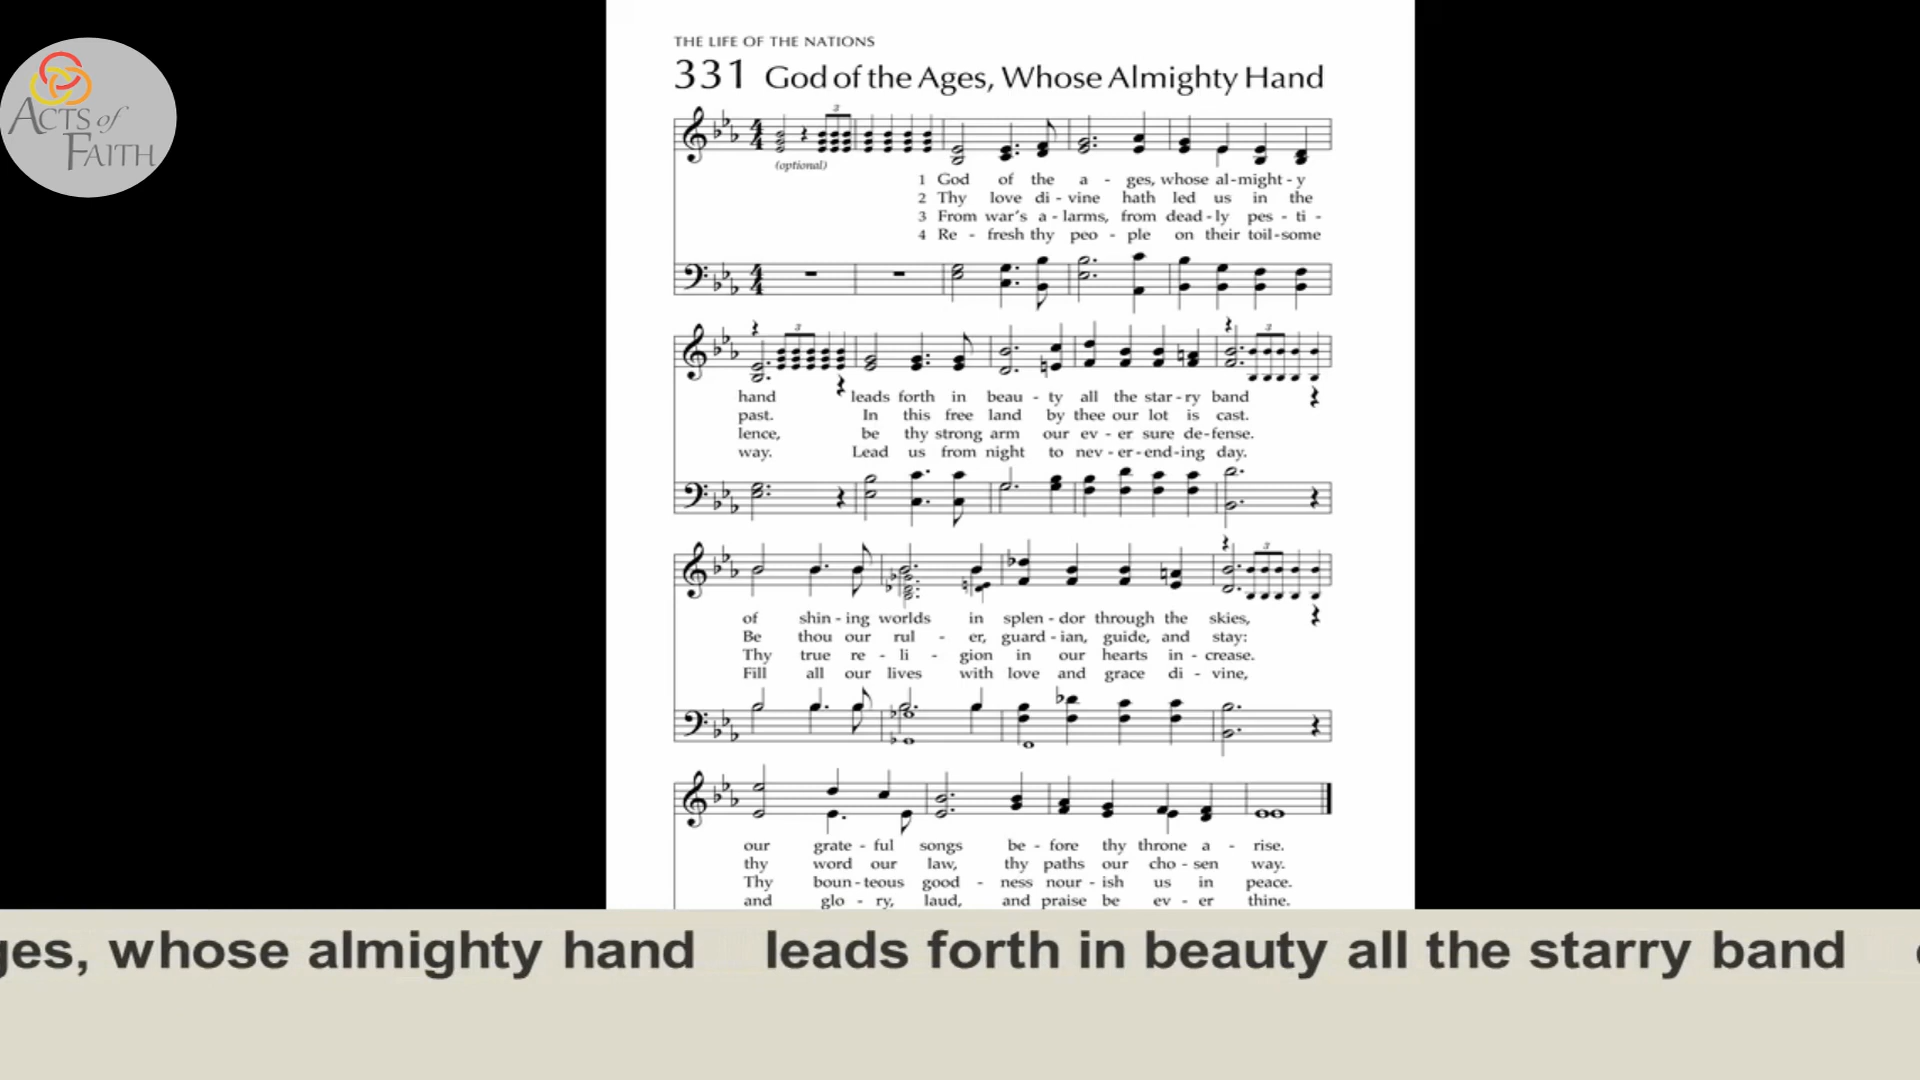 ACTS of
FAITH
THE LIFE OF THE NATIONS
331 God of the Ages, Whose Almighty Hand
3
(optional)
1 God of the a - ges, whose al-might - y
2 Thy love di - vine hath led us in the
3 From war's a - larms, from dead - ly pes - ti -
4 Re - fresh thy peo - ple on their toil-some
3 3
hand leads forth in beau - ty all the star - ry band
past. In this free land by thee our lot is cast.
lence, be thy strong arm our ev - er sure de-fense.
way. Lead us from night to nev - er - end - ing day.
3
of shin - ing worlds in splen - dor through the skies,
Be thou our rul - er, guard - ian, guide, and stay:
Thy true re - li - gion in our hearts in - crease.
Fill all our lives with love and grace di - vine,
our grate - ful songs be - fore thy throne a - rise.
thy word our law, thy paths our cho - sen way.
Thy boun - teous good - ness nour - ish us in peace.
and glo - ry, laud, and praise be ev - er thine.
ges, whose almighty hand leads forth in beauty all the starry band